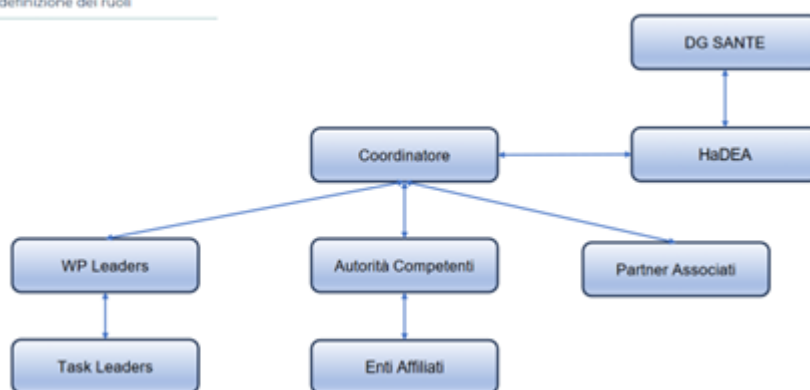 definizione dei ruoli
DG SANTE
Coordinatore
HaDEA
WP Leaders
Autorità Competenti
Partner Associati
Task Leaders
Enti Affiliati